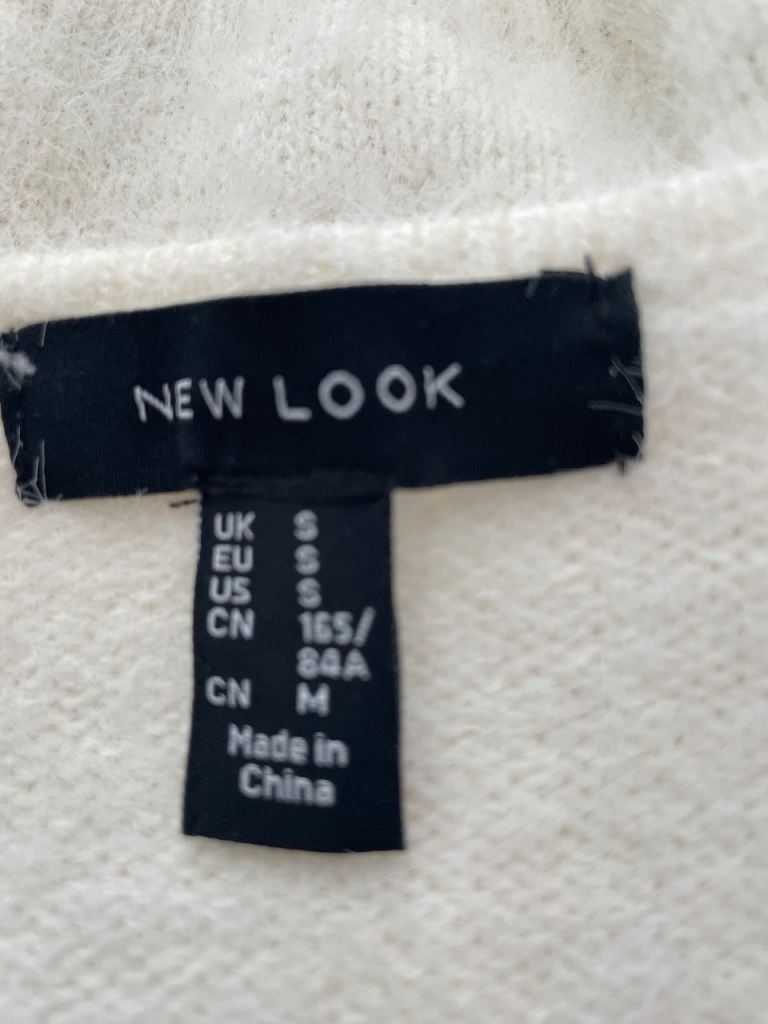 NEW LOOK
UK S
EU S
US S
CN 165/
84A
CN M
Made in
China